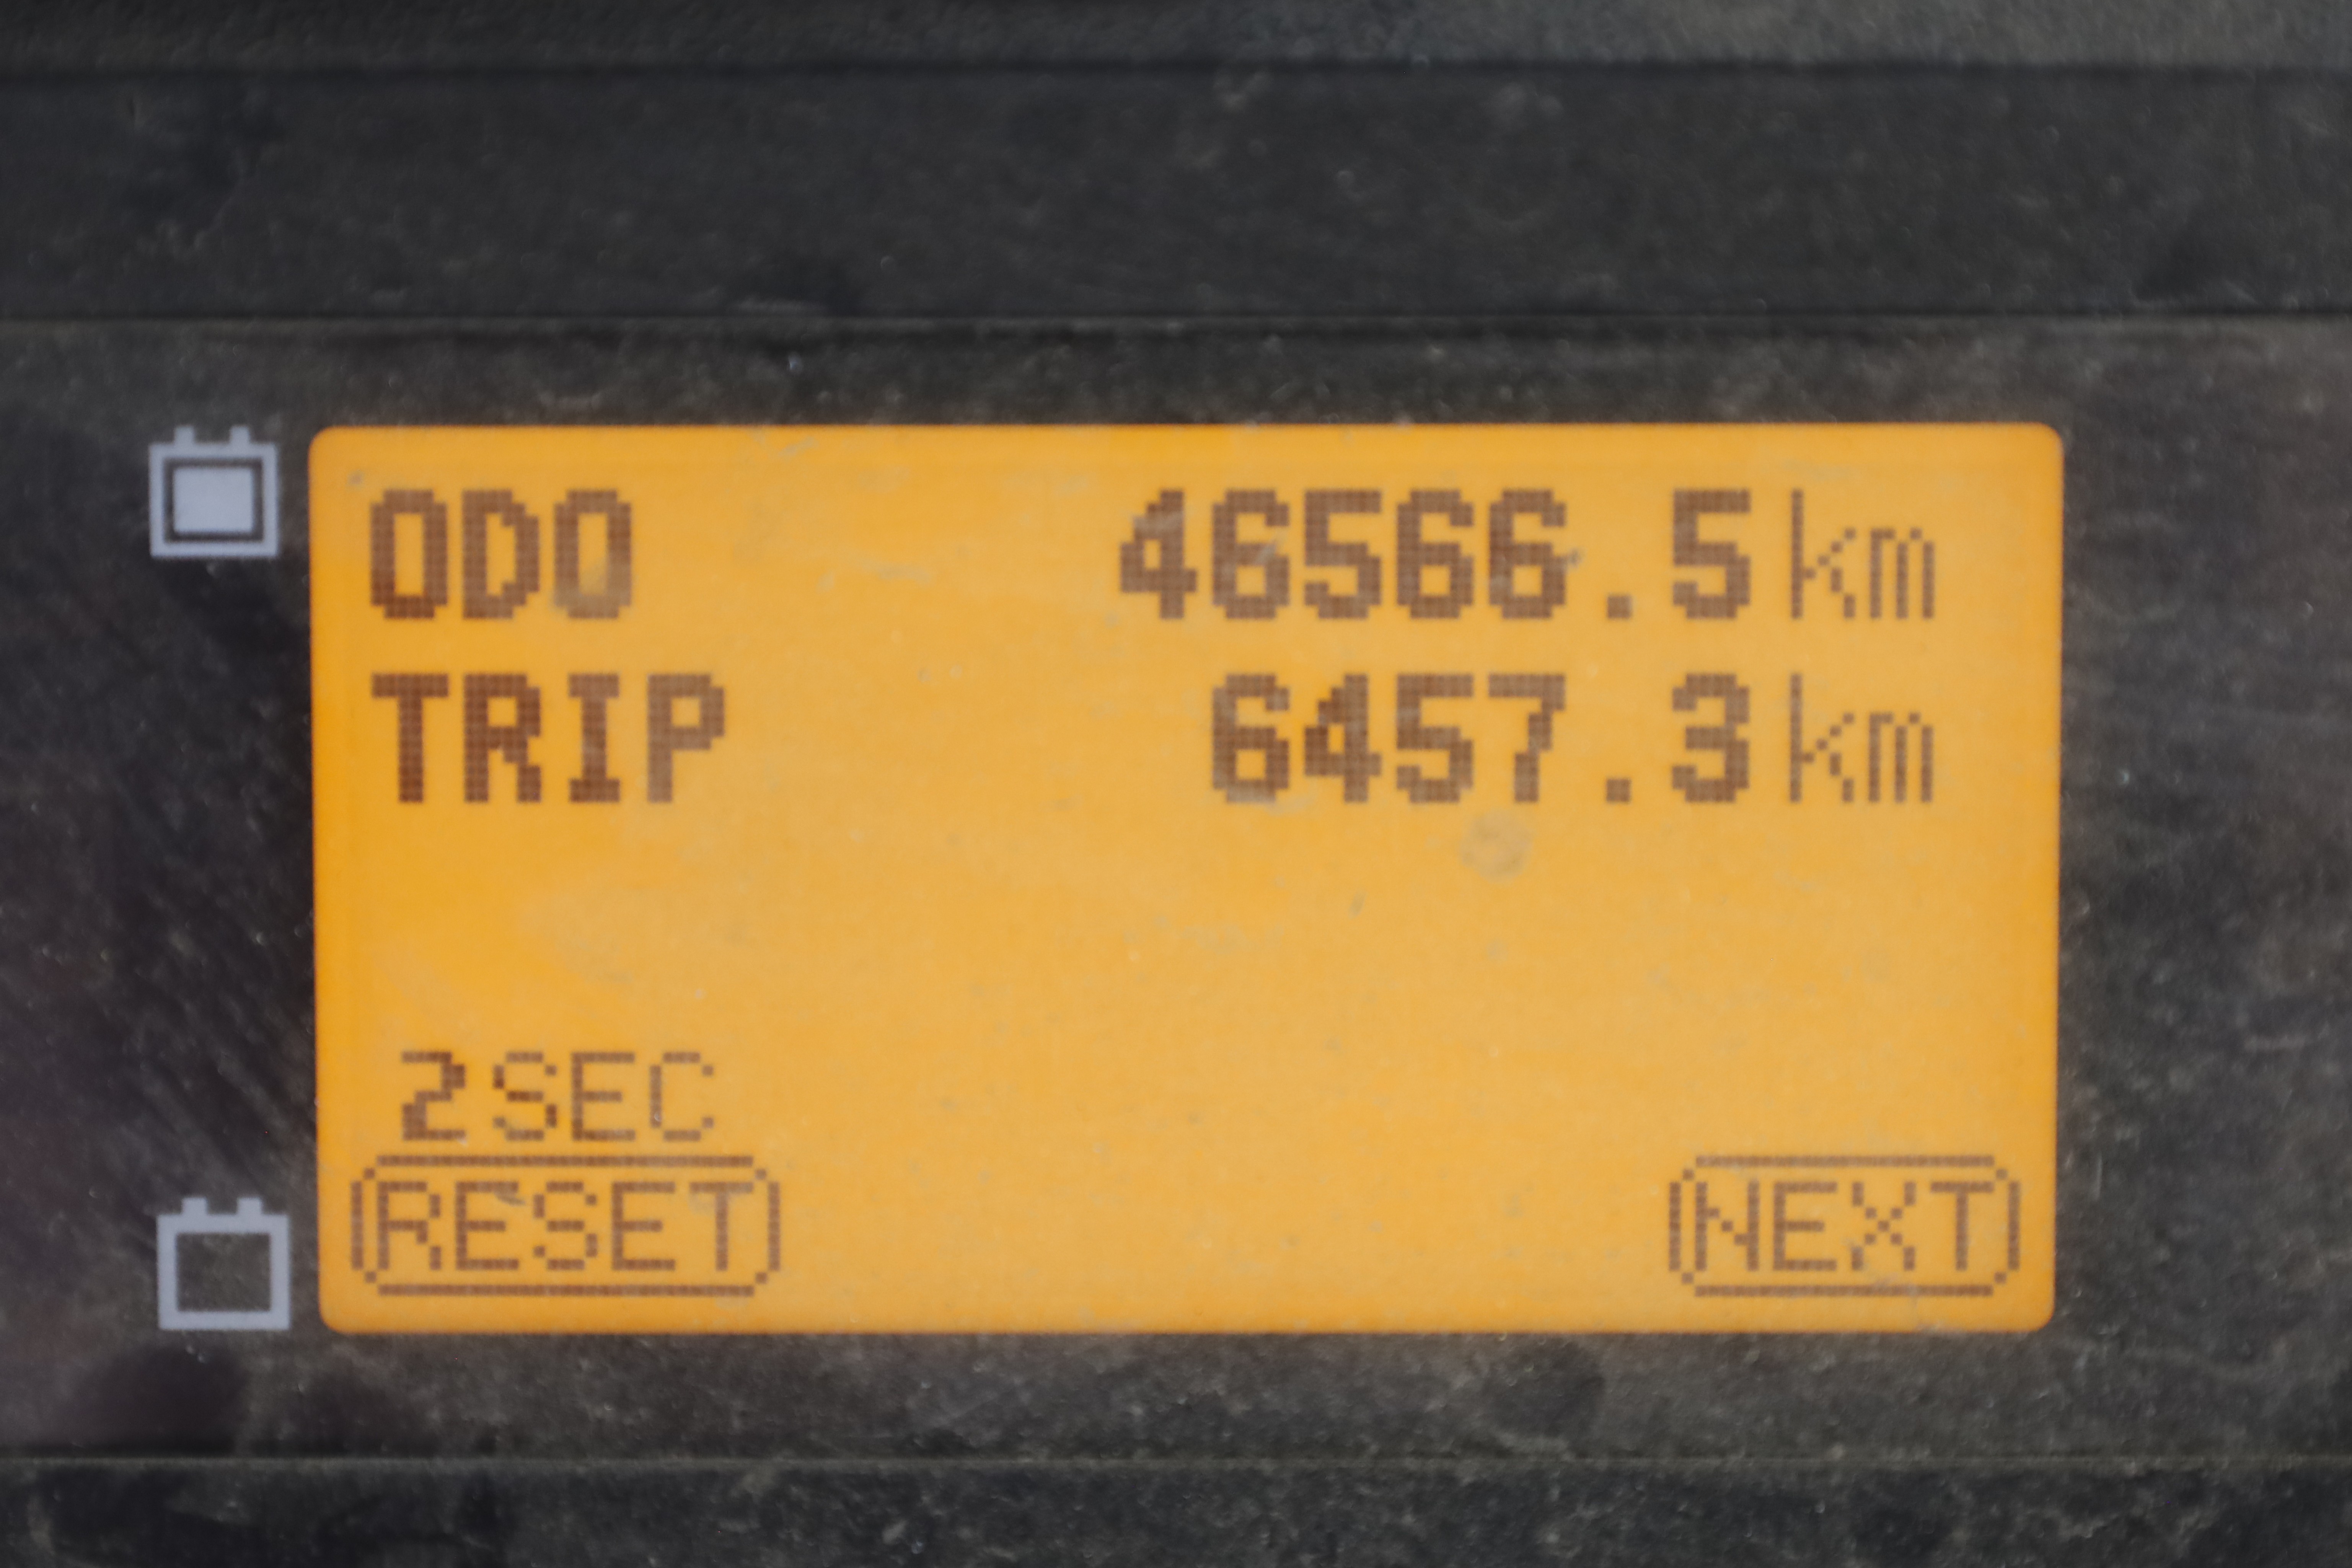 ODO 46566.5km
TRIP 6457.3km
2SEC
RESET NEXT